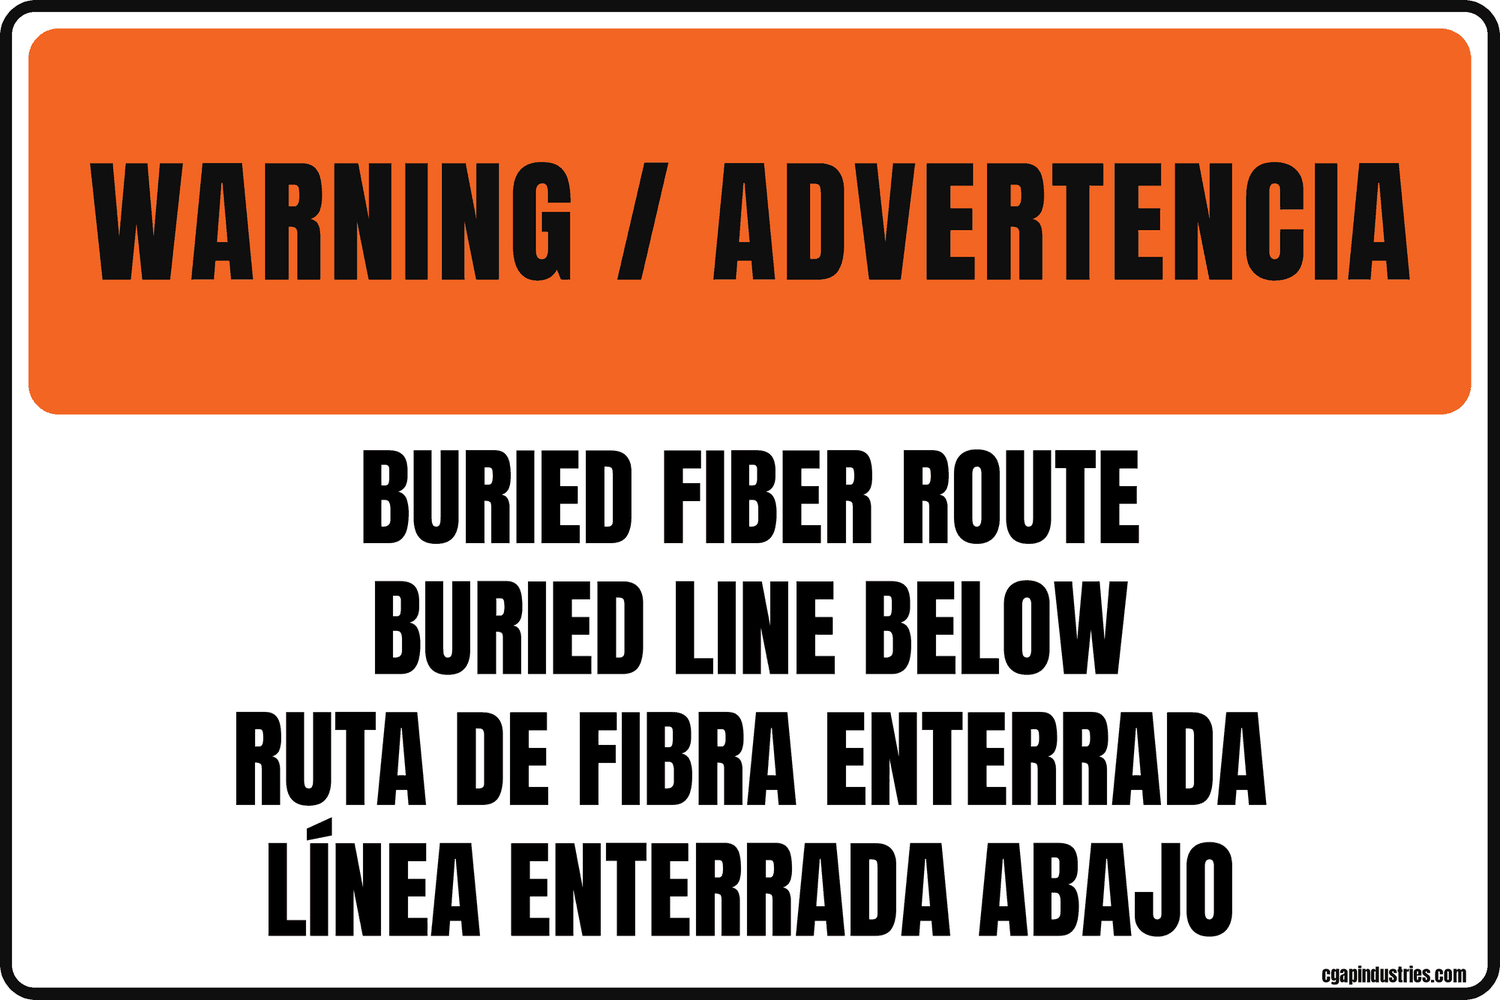 WARNING / ADVERTENCIA
BURIED FIBER ROUTE
BURIED LINE BELOW
RUTA DE FIBRA ENTERRADA
LÍNEA ENTERRADA ABAJO
cgapindustries.com